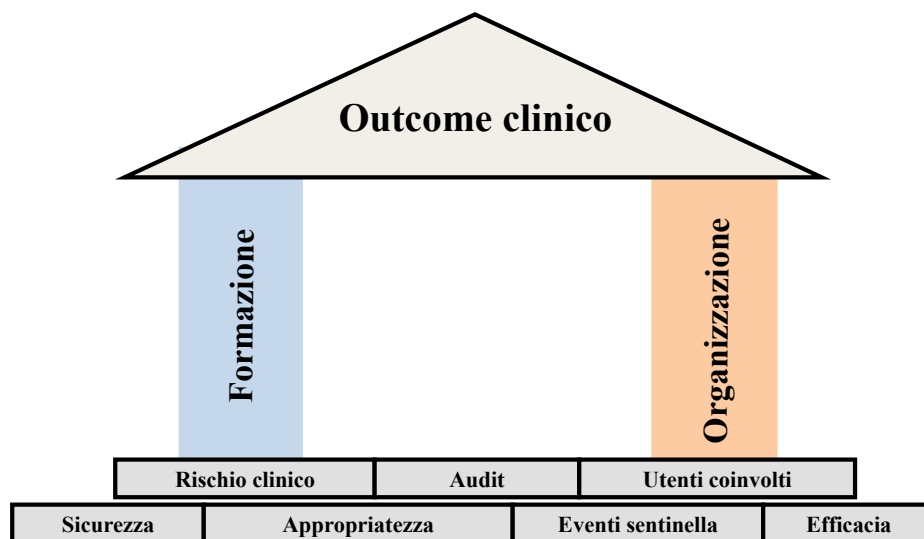 Outcome clinico
Formazione
Organizzazione
Rischio clinico
Audit
Utenti coinvolti
Sicurezza
Appropriatezza
Eventi sentinella
Efficacia